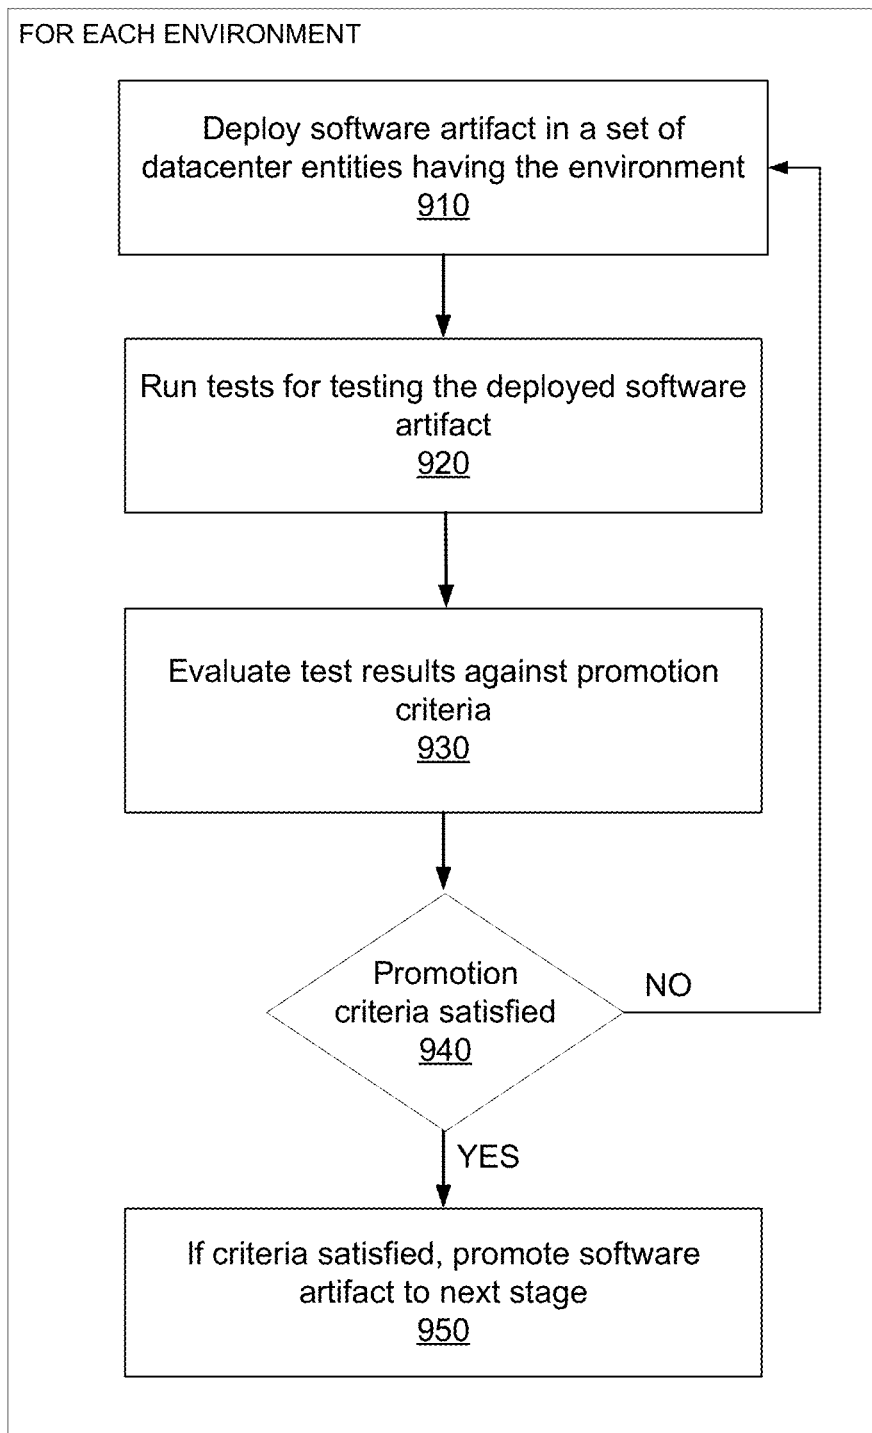 FOR EACH ENVIRONMENT
Deploy software artifact in a set of
datacenter entities having the environment
910
Run tests for testing the deployed software
artifact
920
Evaluate test results against promotion
criteria
930
Promotion
criteria satisfied
940
NO
YES
If criteria satisfied, promote software
artifact to next stage
950